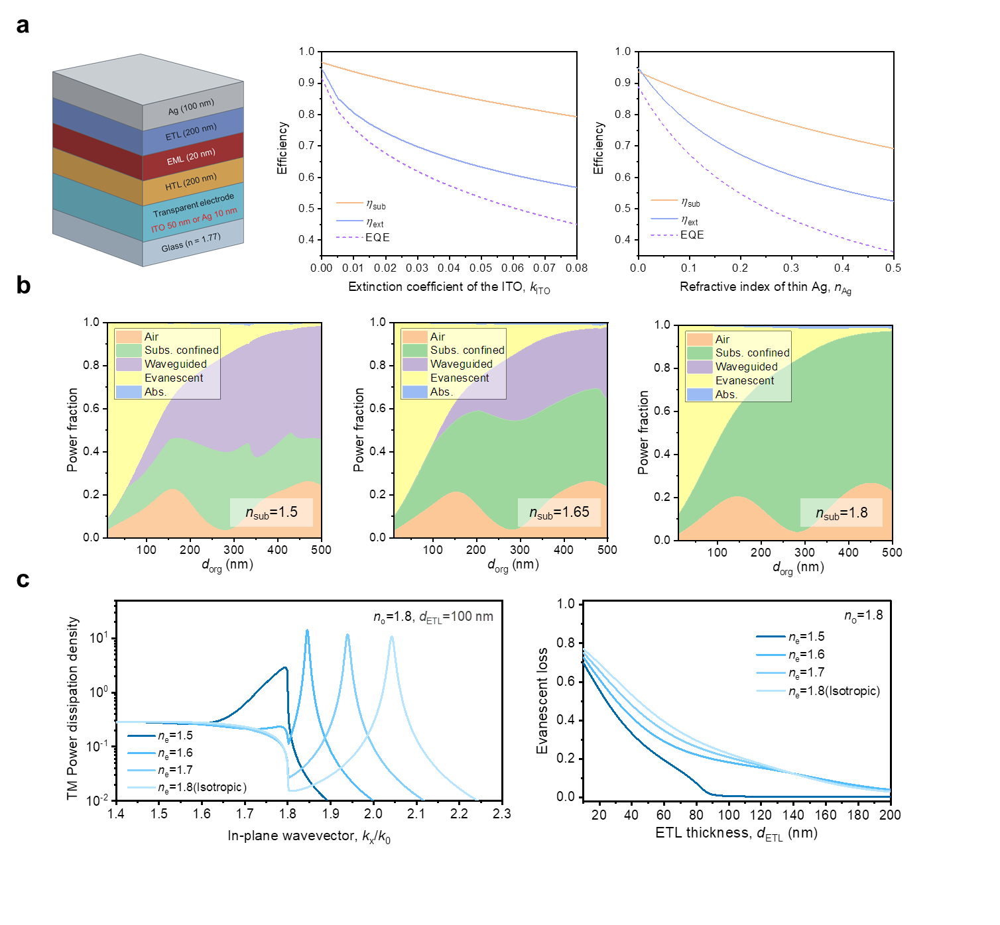 a
Ag (100 nm)
ETL (200 nm)
EML (20 nm)
HTL (200 nm)
Transparent electrode
ITO 50 nm or Ag 10 nm
Glass (n = 1.77)
Efficiency
1.0
0.9
0.8
0.7
0.6
0.5
0.4
ηsub
ηext
EQE
0.00 0.01 0.02 0.03 0.04 0.05 0.06 0.07 0.08
Extinction coefficient of the ITO, kITO
Efficiency
1.0
0.9
0.8
0.7
0.6
0.5
0.4
ηsub
ηext
EQE
0.0 0.1 0.2 0.3 0.4 0.5
Refractive index of thin Ag, nAg
b
Power fraction
1.0
0.8
0.6
0.4
0.2
0.0
Air
Subs. confined
Waveguided
Evanescent
Abs.
nsub=1.5
100 200 300 400 500
dorg (nm)
Power fraction
1.0
0.8
0.6
0.4
0.2
0.0
Air
Subs. confined
Waveguided
Evanescent
Abs.
nsub=1.65
100 200 300 400 500
dorg (nm)
Power fraction
1.0
0.8
0.6
0.4
0.2
0.0
Air
Subs. confined
Waveguided
Evanescent
Abs.
nsub=1.8
100 200 300 400 500
dorg (nm)
c
TM Power dissipation density
10¹
10⁰
10⁻¹
10⁻²
no=1.8, dETL=100 nm
ne=1.5
ne=1.6
ne=1.7
ne=1.8(Isotropic)
1.4 1.5 1.6 1.7 1.8 1.9 2.0 2.1 2.2 2.3
In-plane wavevector, kx/k0
Evanescent loss
1.0
0.8
0.6
0.4
0.2
0.0
no=1.8
ne=1.5
ne=1.6
ne=1.7
ne=1.8(Isotropic)
20 40 60 80 100 120 140 160 180 200
ETL thickness, dETL (nm)